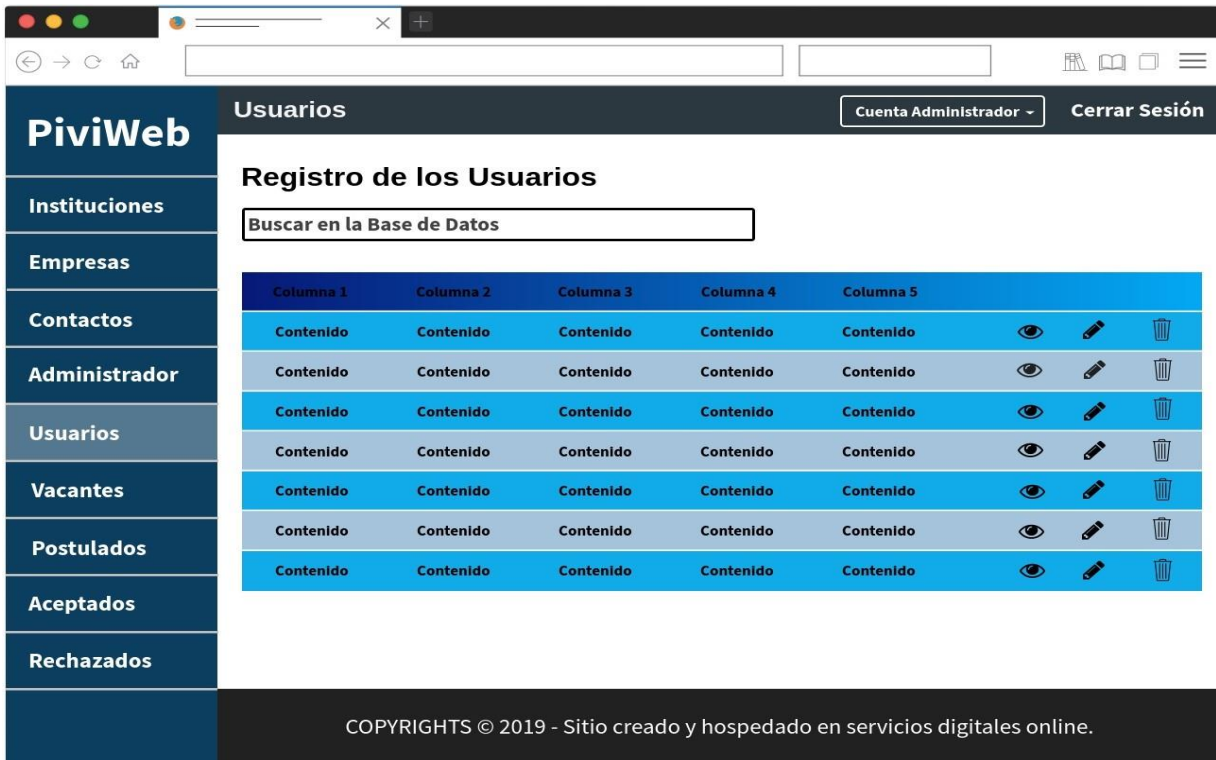 PiviWeb
Instituciones
Empresas
Contactos
Administrador
Usuarios
Vacantes
Postulados
Aceptados
Rechazados
Usuarios
Cuenta Administrador
Cerrar Sesión
Registro de los Usuarios
Buscar en la Base de Datos
Columna 1 Columna 2 Columna 3 Columna 4 Columna 5
Contenido Contenido Contenido Contenido Contenido
Contenido Contenido Contenido Contenido Contenido
Contenido Contenido Contenido Contenido Contenido
Contenido Contenido Contenido Contenido Contenido
Contenido Contenido Contenido Contenido Contenido
Contenido Contenido Contenido Contenido Contenido
Contenido Contenido Contenido Contenido Contenido
COPYRIGHTS © 2019 - Sitio creado y hospedado en servicios digitales online.